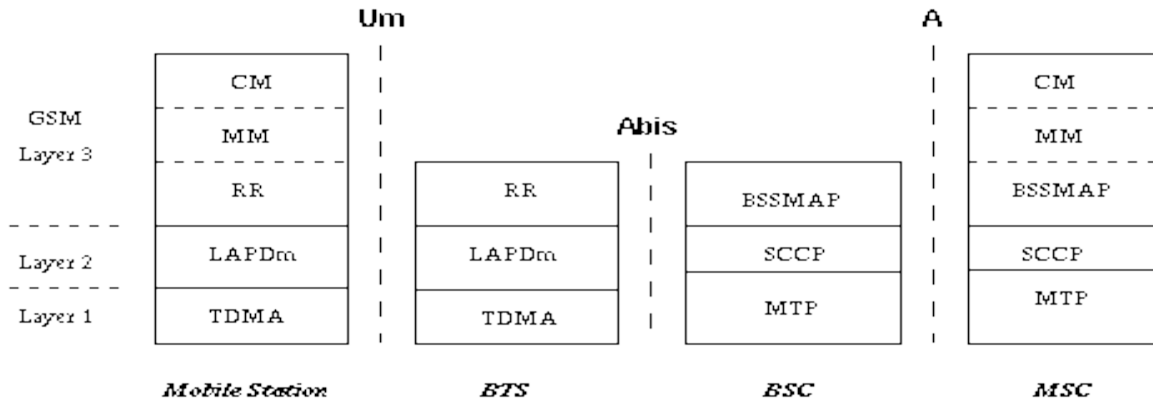 Um
A
CM
CM
GSM
Abis
MM
MM
Layer 3
RR
RR
BSSMAP
BSSMAP
LAPDm
LAPDm
SCCP
SCCP
Layer 2
MTP
MTP
Layer 1
TDMA
TDMA
Mobile Station
BTS
BSC
MSC